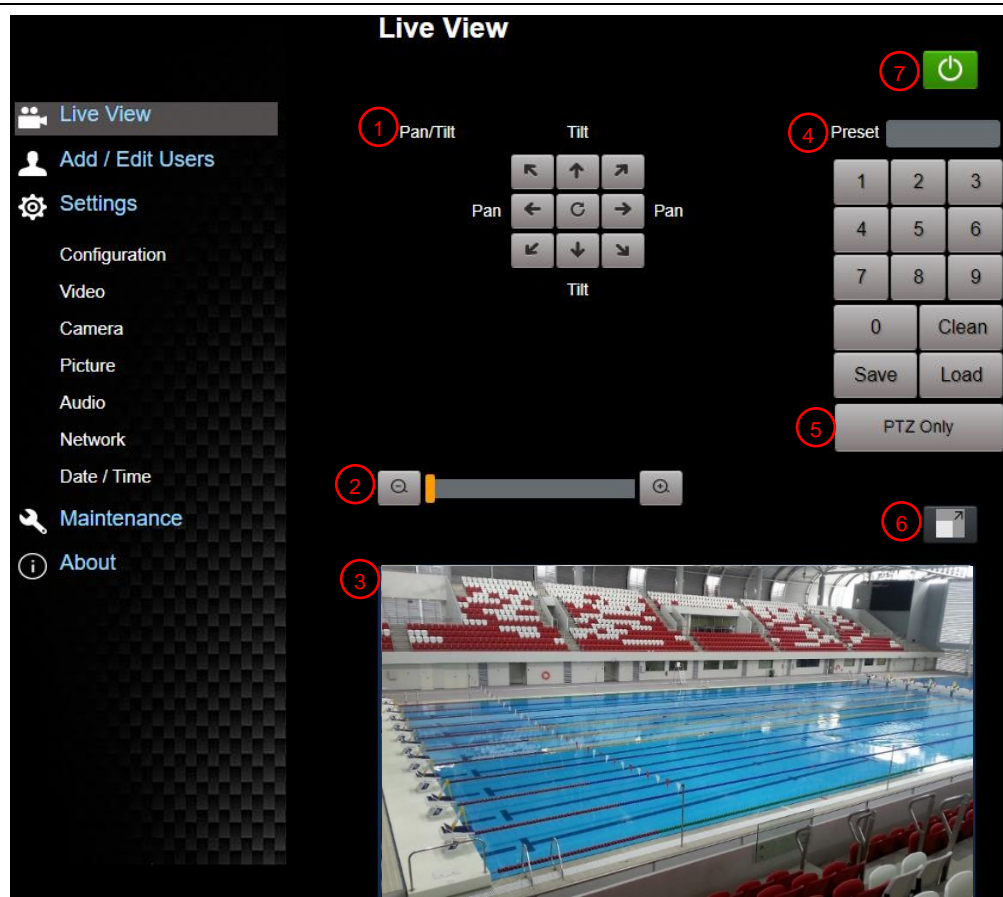 Live View
7
Live View
Add / Edit Users
Settings
Configuration
Video
Camera
Picture
Audio
Network
Date / Time
Maintenance
About
1 Pan/Tilt
Tilt
Pan
Pan
Tilt
4 Preset
1 2 3
4 5 6
7 8 9
0 Clean
Save Load
5 PTZ Only
2
6
3